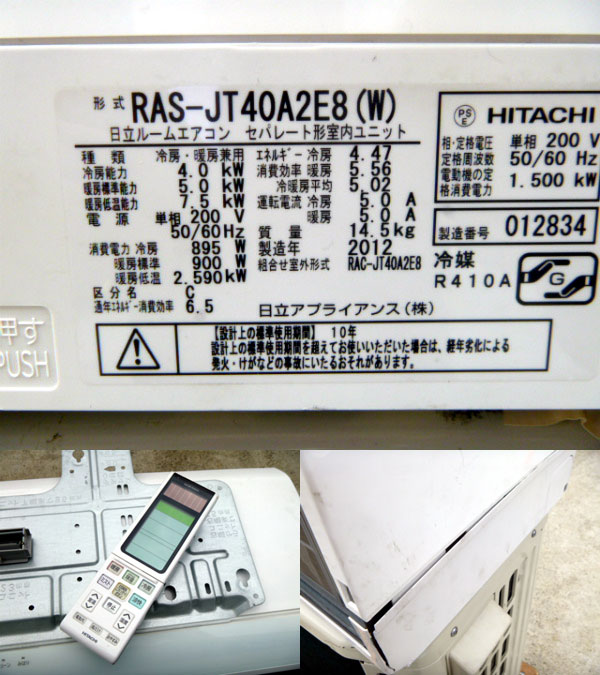 形式 RAS-JT40A2E8(W)
日立ルームエアコン セパレート形室内ユニット
種類 冷房・暖房兼用
冷房能力 4.0 kW
暖房標準能力 5.0 kW
暖房低温能力 7.5 kW
電源 単相200 V
50/60Hz
消費電力 冷房 895 W
暖房標準 900 W
暖房低温 2.590kW
区分名 C
通年エネルギー消費効率 6.5
エネルギー 冷房 4.47
消費効率 暖房 5.56
冷暖房平均 5.02
運転電流 冷房 5.0 A
暖房 5.0 A
質量 14.5kg
製造年 2012
組合せ室外形式 RAC-JT40A2E8
日立アプライアンス(株)
PS
E
HITACHI
相・定格電圧 単相 200 V
定格周波数 50/60 Hz
電動機の定格消費電力 1.500 kW
製造番号 012834
冷媒
R410A
G
【設計上の標準使用期間】 10年
設計上の標準使用期間を超えてお使いいただいた場合は、経年劣化による
発火・けがなどの事故にいたるおそれがあります。
押す
PUSH
停止
HITACHI